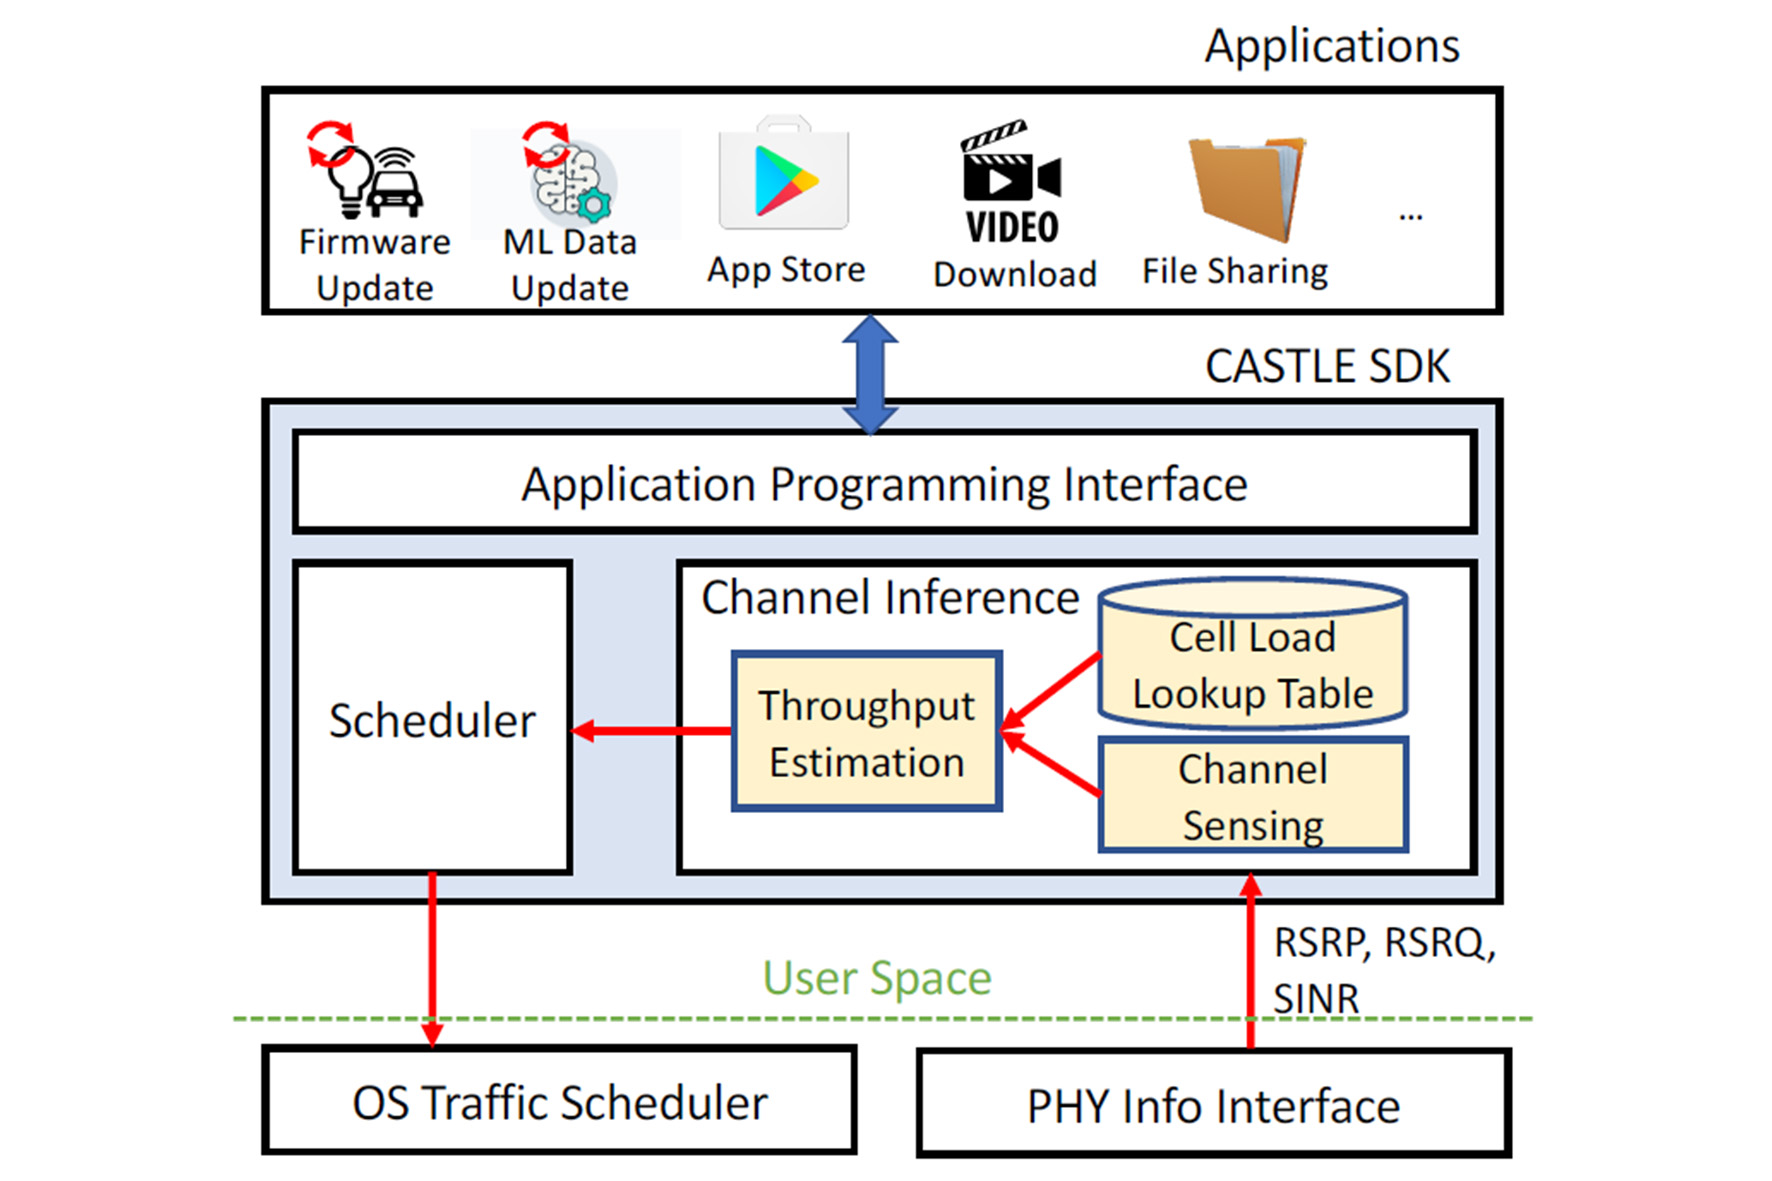 Applications
Firmware
Update
ML Data
Update
App Store
VIDEO
Download
File Sharing
...
CASTLE SDK
Application Programming Interface
Scheduler
Channel Inference
Throughput
Estimation
Cell Load
Lookup Table
Channel
Sensing
RSRP, RSRQ,
SINR
User Space
OS Traffic Scheduler
PHY Info Interface